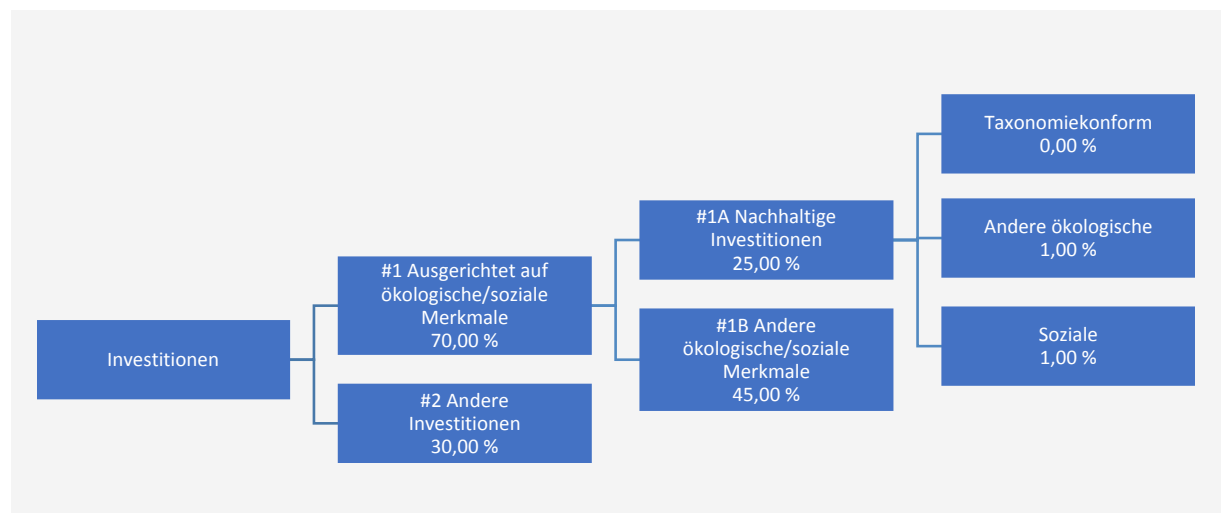 Investitionen
#1 Ausgerichtet auf
ökologische/soziale
Merkmale
70,00 %
#2 Andere
Investitionen
30,00 %
#1A Nachhaltige
Investitionen
25,00 %
#1B Andere
ökologische/soziale
Merkmale
45,00 %
Taxonomiekonform
0,00 %
Andere ökologische
1,00 %
Soziale
1,00 %